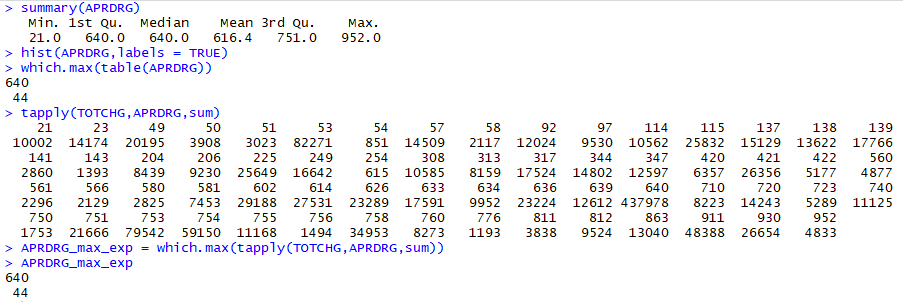 > summary(APRDRG)
   Min. 1st Qu.  Median    Mean 3rd Qu.    Max.
   21.0   640.0   640.0   616.4   751.0   952.0
> hist(APRDRG,labels = TRUE)
> which.max(table(APRDRG))
640
 44
> tapply(TOTCHG,APRDRG,sum)
    21     23     49     50     51     53     54     57     58     92     97    114    115    137    138    139
 10002  14174  20195   3908   3023  82271    851  14509   2117  12024   9530  10562  25832  15129  13622  17766
   141    143    204    206    225    249    254    308    313    317    344    347    420    421    422    560
  2860   1393   8439   9230  25649  16642    615  10585   8159  17524  14802  12597   6357  26356   5177   4877
   561    566    580    581    602    614    626    633    634    636    639    640    710    720    723    740
  2296   2129   2825   7453  29188  27531  23289  17591   9952  23224  12612 437978   8223  14243   5289  11125
   750    751    753    754    755    756    758    760    776    811    812    863    911    930    952
  1753  21666  79542  59150  11168   1494  34953   8273   1193   3838   9524  13040  48388  26654   4833
> APRDRG_max_exp = which.max(tapply(TOTCHG,APRDRG,sum))
> APRDRG_max_exp
640
 44